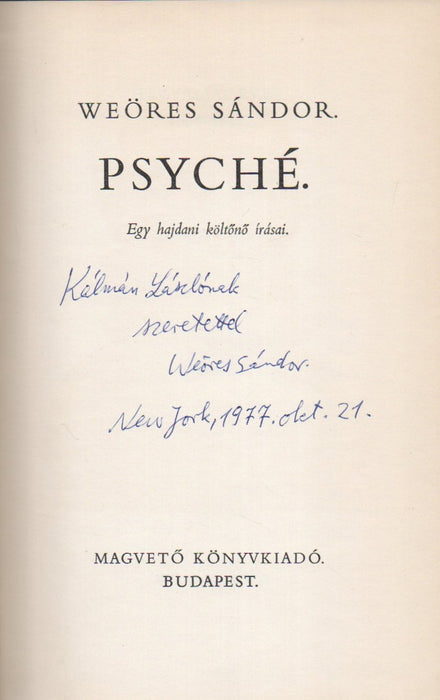 WEÖRES SÁNDOR.
PSYCHÉ.
Egy hajdani költőnő írásai.
Kálmán Lászlónak
szeretettel
Weöres Sándor.
New York, 1977. okt. 21.
MAGVETŐ KÖNYVKIADÓ.
BUDAPEST.